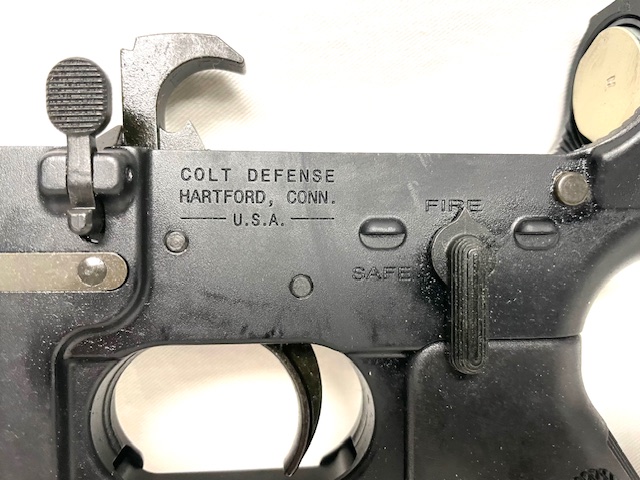 COLT DEFENSE
HARTFORD, CONN.
U.S.A.
FIRE
SAFE